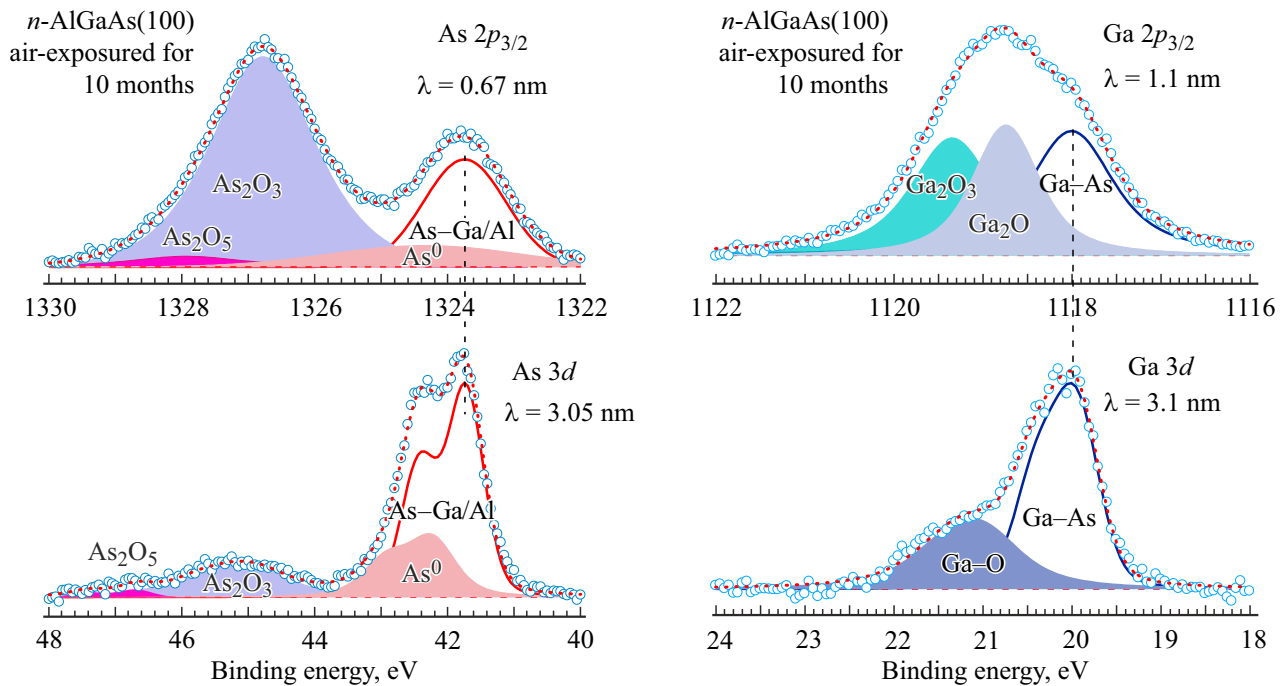 n-AlGaAs(100)
air-exposured for
10 months
As 2p3/2
λ = 0.67 nm
As2O3
As2O5
As–Ga/Al
As0
1330 1328 1326 1324 1322
n-AlGaAs(100)
air-exposured for
10 months
Ga 2p3/2
λ = 1.1 nm
Ga2O3
Ga2O
Ga–As
1122 1120 1118 1116
As 3d
λ = 3.05 nm
As–Ga/Al
As2O5
As2O3
As0
48 46 44 42 40
Binding energy, eV
Ga 3d
λ = 3.1 nm
Ga–As
Ga–O
24 23 22 21 20 19 18
Binding energy, eV